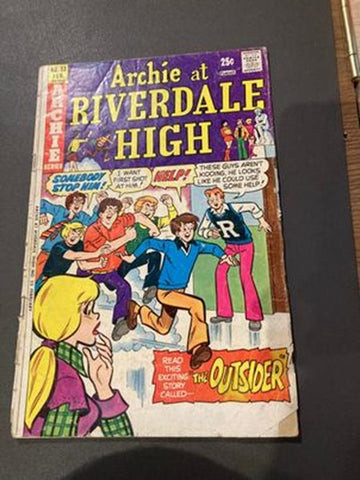 NO. 23
FEB.
ARCHIE
SERIES
25¢
Archie at
RIVERDALE
HIGH
SOMEBODY
STOP HIM!
I WANT
FIRST SHOT
AT HIM!
HELP!
THESE GUYS AREN'T
KIDDING, HE LOOKS
LIKE HE COULD USE
SOME HELP!
R
READ
THIS
EXCITING
STORY
CALLED—
THE OUTSIDER"